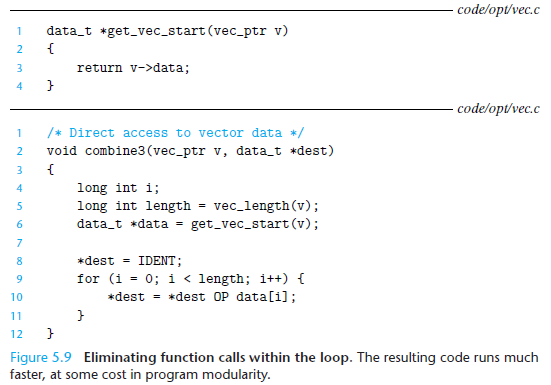 code/opt/vec.c
1 data_t *get_vec_start(vec_ptr v)
2 {
3     return v->data;
4 }
code/opt/vec.c
1 /* Direct access to vector data */
2 void combine3(vec_ptr v, data_t *dest)
3 {
4     long int i;
5     long int length = vec_length(v);
6     data_t *data = get_vec_start(v);
7
8     *dest = IDENT;
9     for (i = 0; i < length; i++) {
10         *dest = *dest OP data[i];
11     }
12 }
Figure 5.9 Eliminating function calls within the loop. The resulting code runs much
faster, at some cost in program modularity.